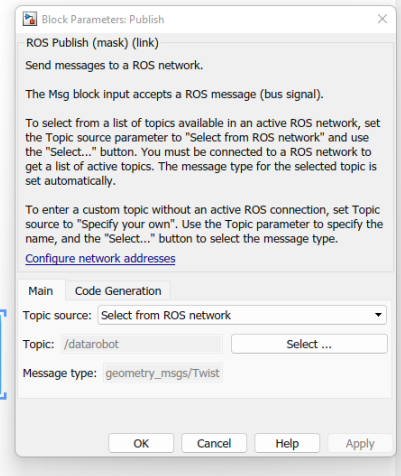 Block Parameters: Publish
ROS Publish (mask) (link)
Send messages to a ROS network.
The Msg block input accepts a ROS message (bus signal).
To select from a list of topics available in an active ROS network, set
the Topic source parameter to "Select from ROS network" and use
the "Select..." button. You must be connected to a ROS network to
get a list of active topics. The message type for the selected topic is
set automatically.
To enter a custom topic without an active ROS connection, set Topic
source to "Specify your own". Use the Topic parameter to specify the
name, and the "Select..." button to select the message type.
Configure network addresses
Main Code Generation
Topic source: Select from ROS network
Topic: /datarobot Select ...
Message type: geometry_msgs/Twist
OK Cancel Help Apply